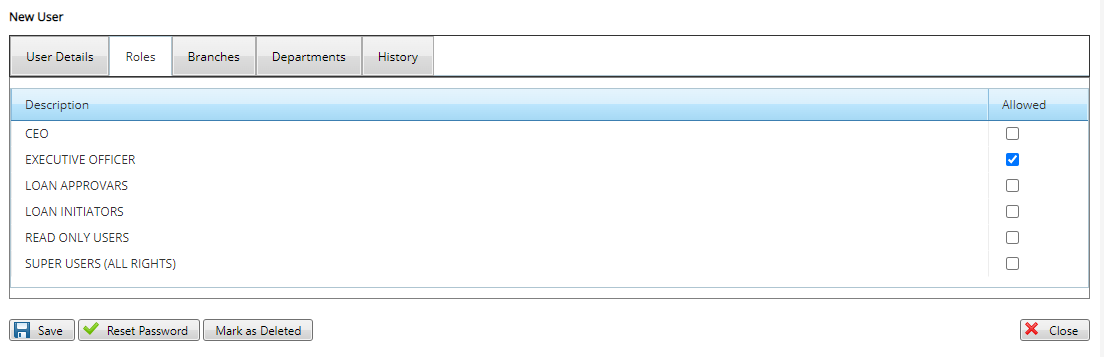 New User
User Details Roles Branches Departments History
Description Allowed
CEO
EXECUTIVE OFFICER
LOAN APPROVARS
LOAN INITIATORS
READ ONLY USERS
SUPER USERS (ALL RIGHTS)
Save Reset Password Mark as Deleted Close